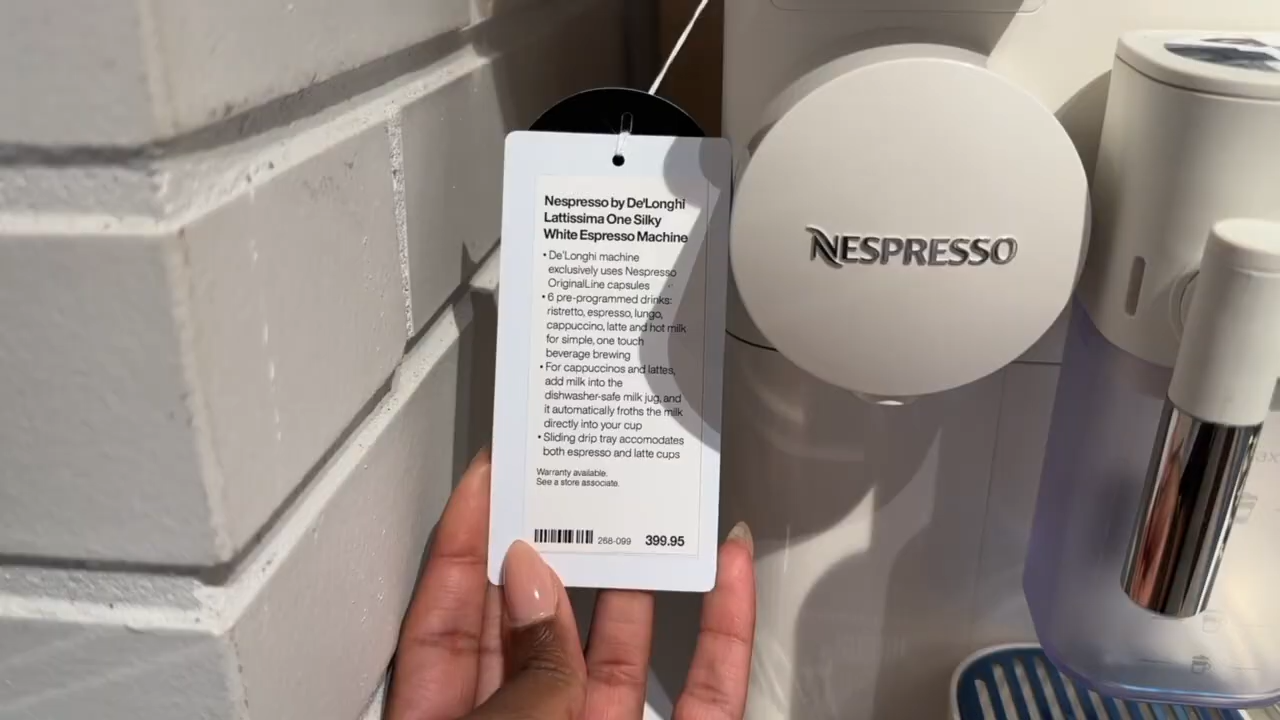 Nespresso by De'Longhi
Lattissima One Silky
White Espresso Machine
• De'Longhi machine
exclusively uses Nespresso
OriginalLine capsules
• 6 pre-programmed drinks:
ristretto, espresso, lungo,
cappuccino, latte and hot milk
for simple, one touch
beverage brewing
• For cappuccinos and lattes,
add milk into the
dishwasher-safe milk jug, and
it automatically froths the milk
directly into your cup
• Sliding drip tray accomodates
both espresso and latte cups
Warranty available.
See a store associate.
268-099 399.95
NESPRESSO